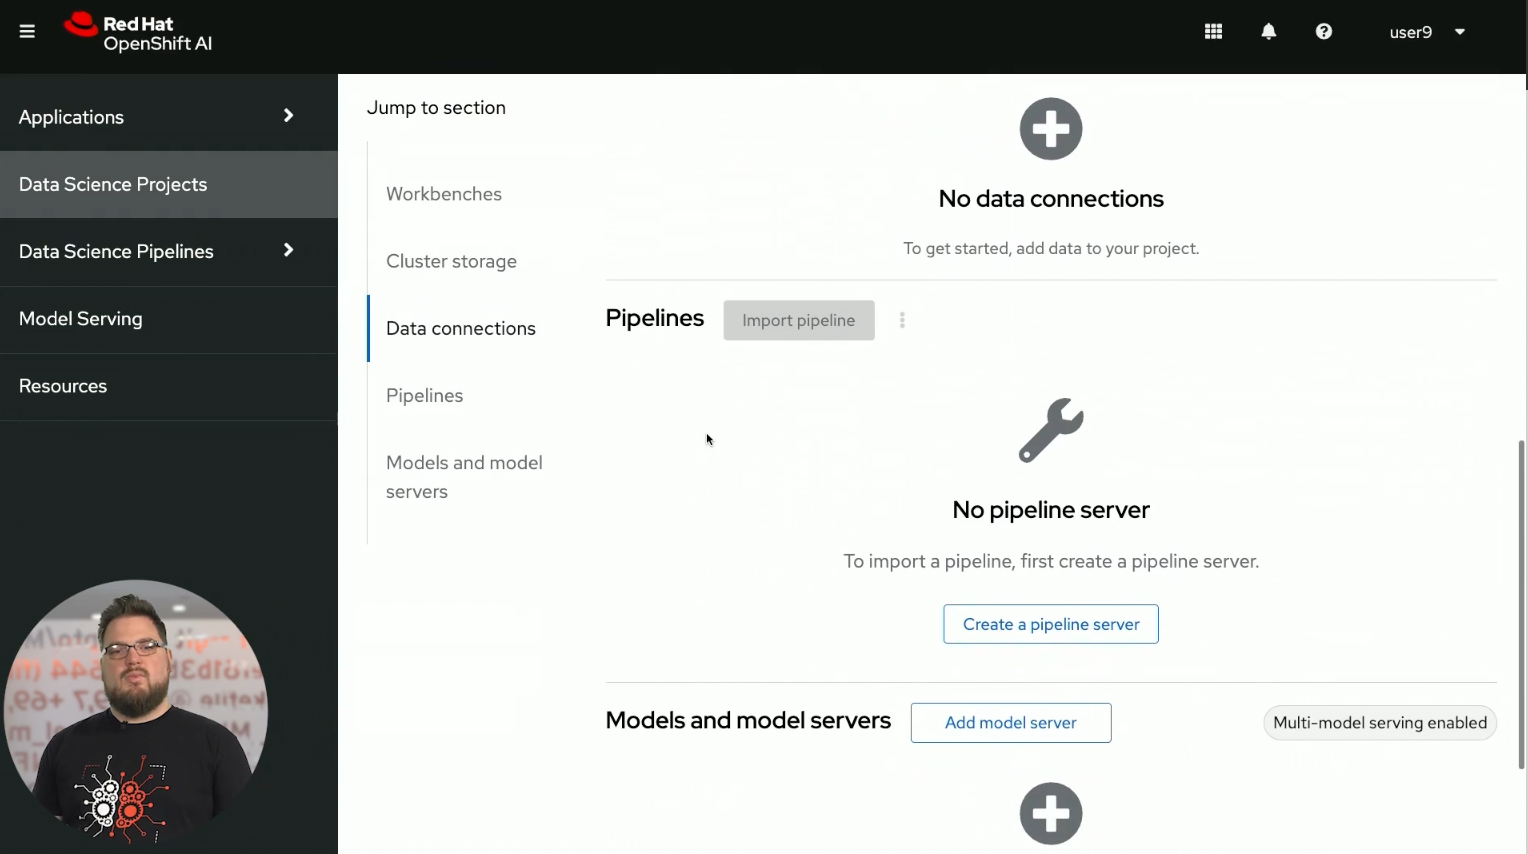 Red Hat
OpenShift AI
user9
Applications
Data Science Projects
Data Science Pipelines
Model Serving
Resources
Jump to section
Workbenches
Cluster storage
Data connections
Pipelines
Models and model
servers
No data connections
To get started, add data to your project.
Pipelines
Import pipeline
No pipeline server
To import a pipeline, first create a pipeline server.
Create a pipeline server
Models and model servers
Add model server
Multi-model serving enabled